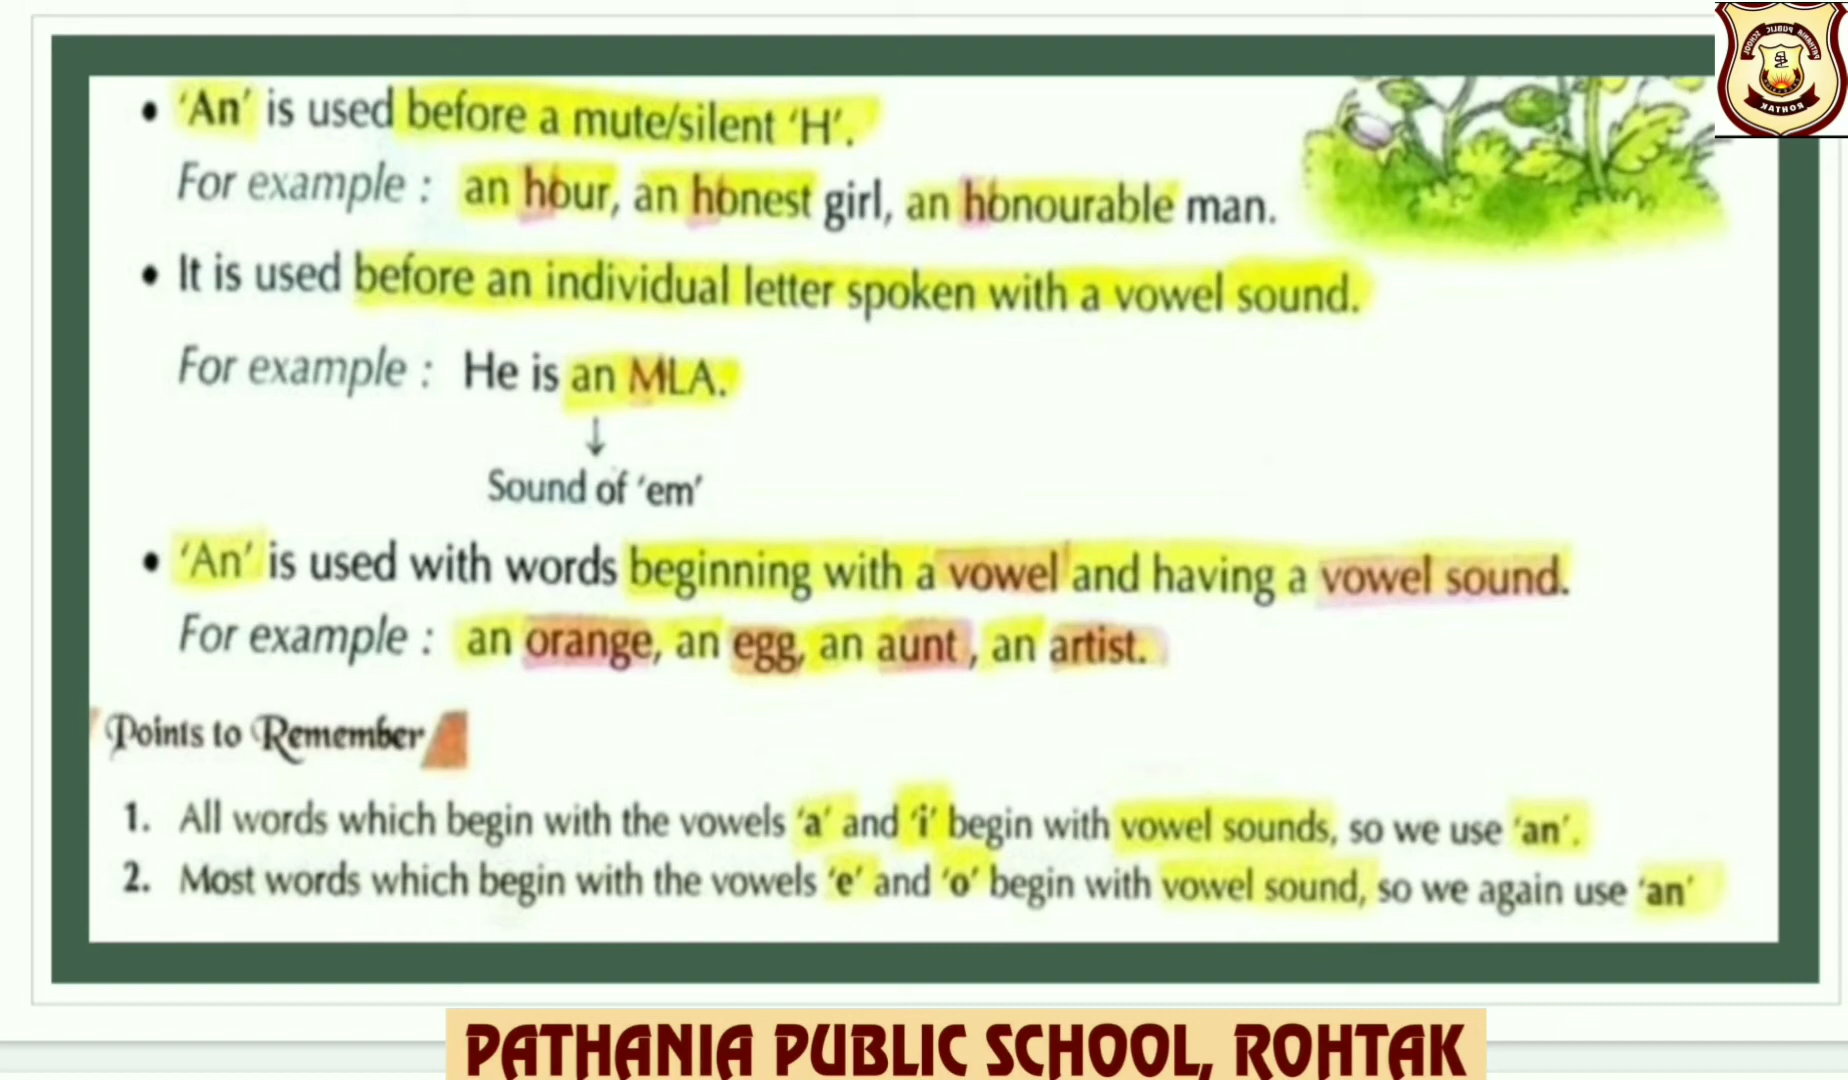 • ‘An’ is used before a mute/silent ‘H’.
For example : an hour, an honest girl, an honourable man.
• It is used before an individual letter spoken with a vowel sound.
For example : He is an MLA.
↓
Sound of ‘em’
• ‘An’ is used with words beginning with a vowel and having a vowel sound.
For example : an orange, an egg, an aunt , an artist.
Points to Remember
1. All words which begin with the vowels ‘a’ and ‘i’ begin with vowel sounds, so we use ‘an’.
2. Most words which begin with the vowels ‘e’ and ‘o’ begin with vowel sound, so we again use ‘an’
PATHANIA PUBLIC SCHOOL
ROHTAK
PATHANIA PUBLIC SCHOOL, ROHTAK